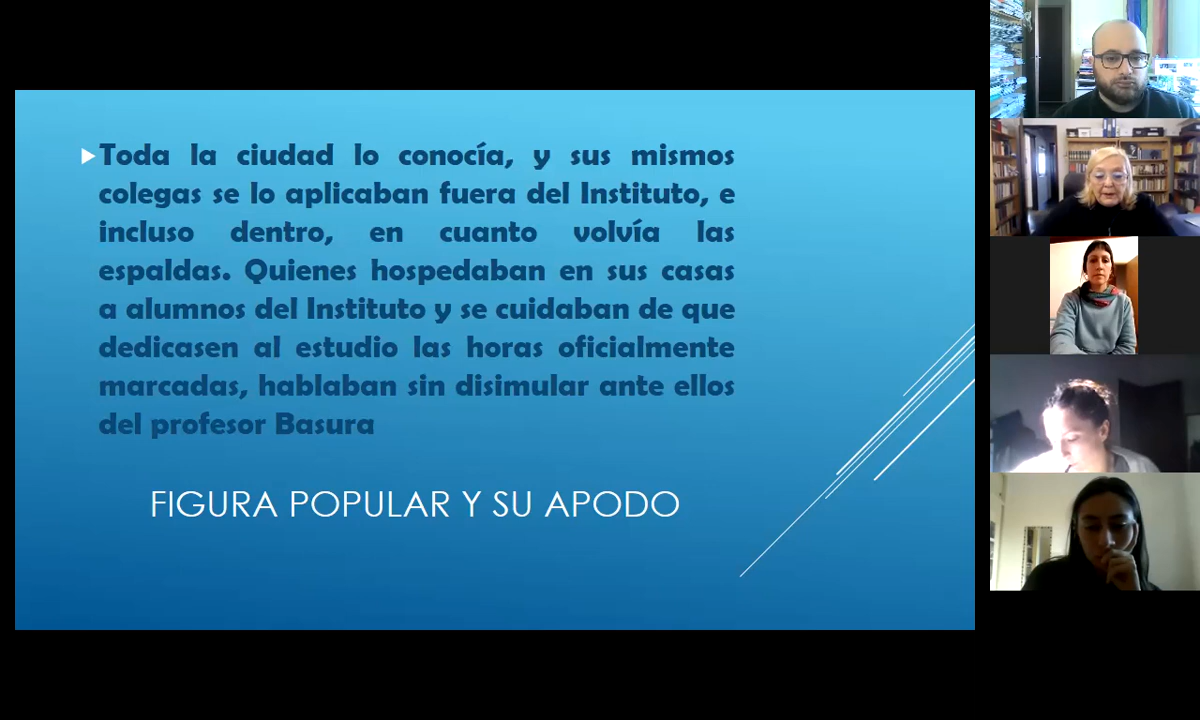 Toda la ciudad lo conocía, y sus mismos
colegas se lo aplicaban fuera del Instituto, e
incluso dentro, en cuanto volvía las
espaldas. Quienes hospedaban en sus casas
a alumnos del Instituto y se cuidaban de que
dedicasen al estudio las horas oficialmente
marcadas, hablaban sin disimular ante ellos
del profesor Basura
FIGURA POPULAR Y SU APODO